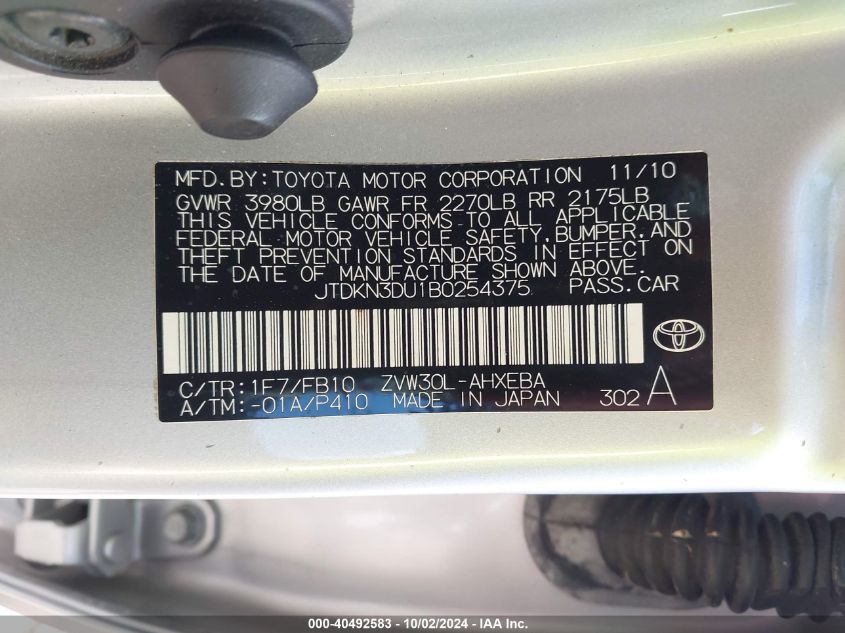 MFD.BY:TOYOTA MOTOR CORPORATION 11/10
GVWR 3980LB GAWR FR 2270LB RR 2175LB
THIS VEHICLE CONFORMS TO ALL APPLICABLE
FEDERAL MOTOR VEHICLE SAFETY,BUMPER,AND
THEFT PREVENTION STANDARDS IN EFFECT ON
THE DATE OF MANUFACTURE SHOWN ABOVE.
JTDKN3DU1B0254375 PASS.CAR
C/TR:1F7/FB10 ZVW30L-AHXEBA
A/TM:-01A/P410 MADE IN JAPAN 302 A
000-40492583 - 10/02/2024 - IAAI.COM